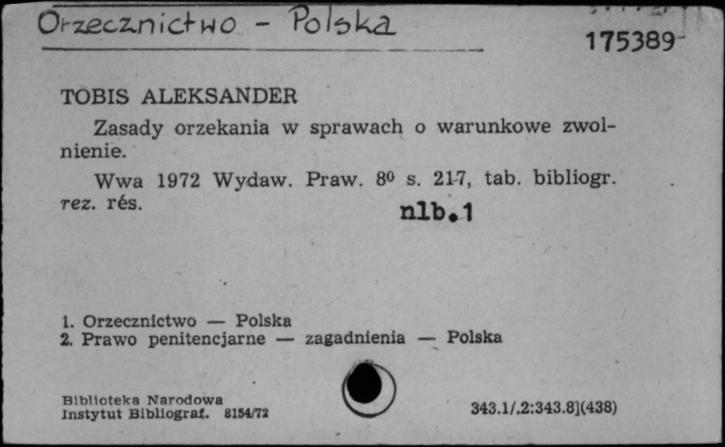 Orzecznictwo - Polska
175389
TOBIS ALEKSANDER
Zasady orzekania w sprawach o warunkowe zwol-
nienie.
Wwa 1972 Wydaw. Praw. 8⁰ s. 217, tab. bibliogr.
rez. rés.
nlb.1
1. Orzecznictwo — Polska
2. Prawo penitencjarne — zagadnienia — Polska
Biblioteka Narodowa
Instytut Bibliograf. 8154/72
343.1/.2:343.8](438)